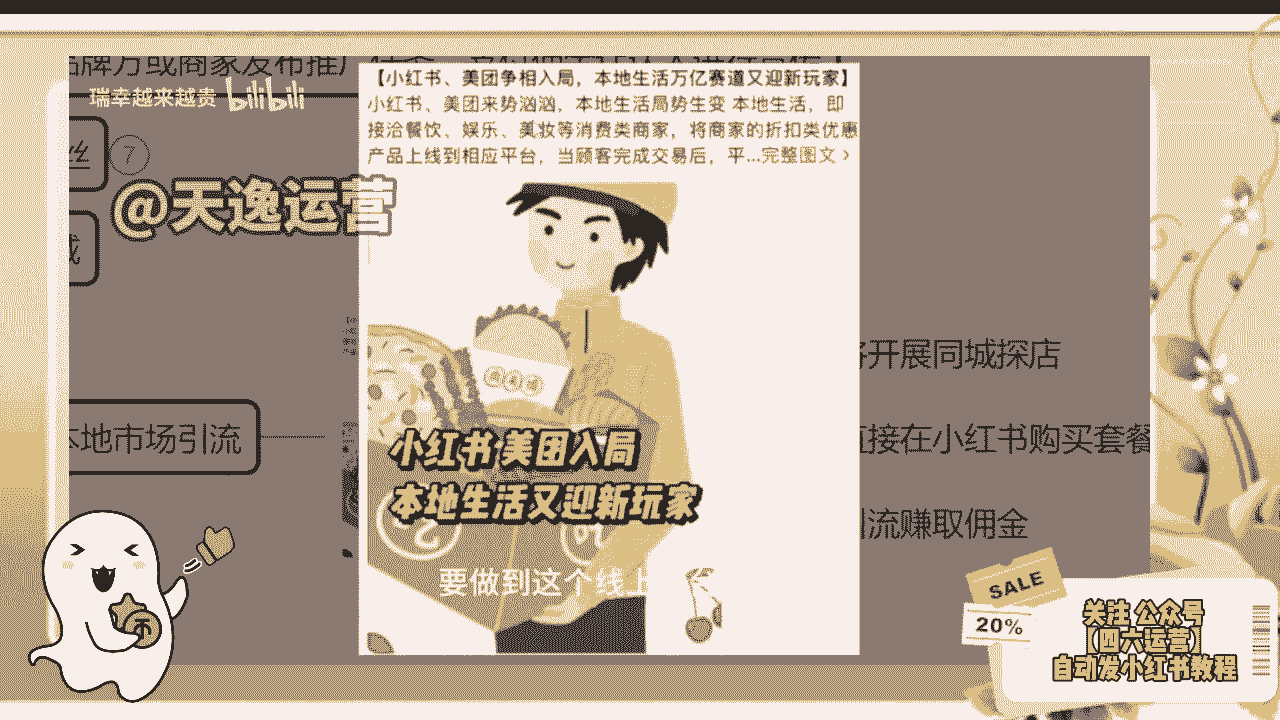 瑞幸越来越贵 bilibili
⑦
@天逸运营
【小红书、美团争相入局，本地生活万亿赛道又迎新玩家】
小红书、美团来势汹汹，本地生活局势生变 本地生活，即
接洽餐饮、娱乐、美妆等消费类商家，将商家的折扣类优惠
产品上线到相应平台，当顾客完成交易后，平...完整图文 ›
开展同城探店
本地市场引流
接在小红书购买套餐
流赚取佣金
小红书·美团入局
本地生活又迎新玩家
要做到这个线上
SALE
20%
关注 公众号
【四六运营】
自动发小红书教程